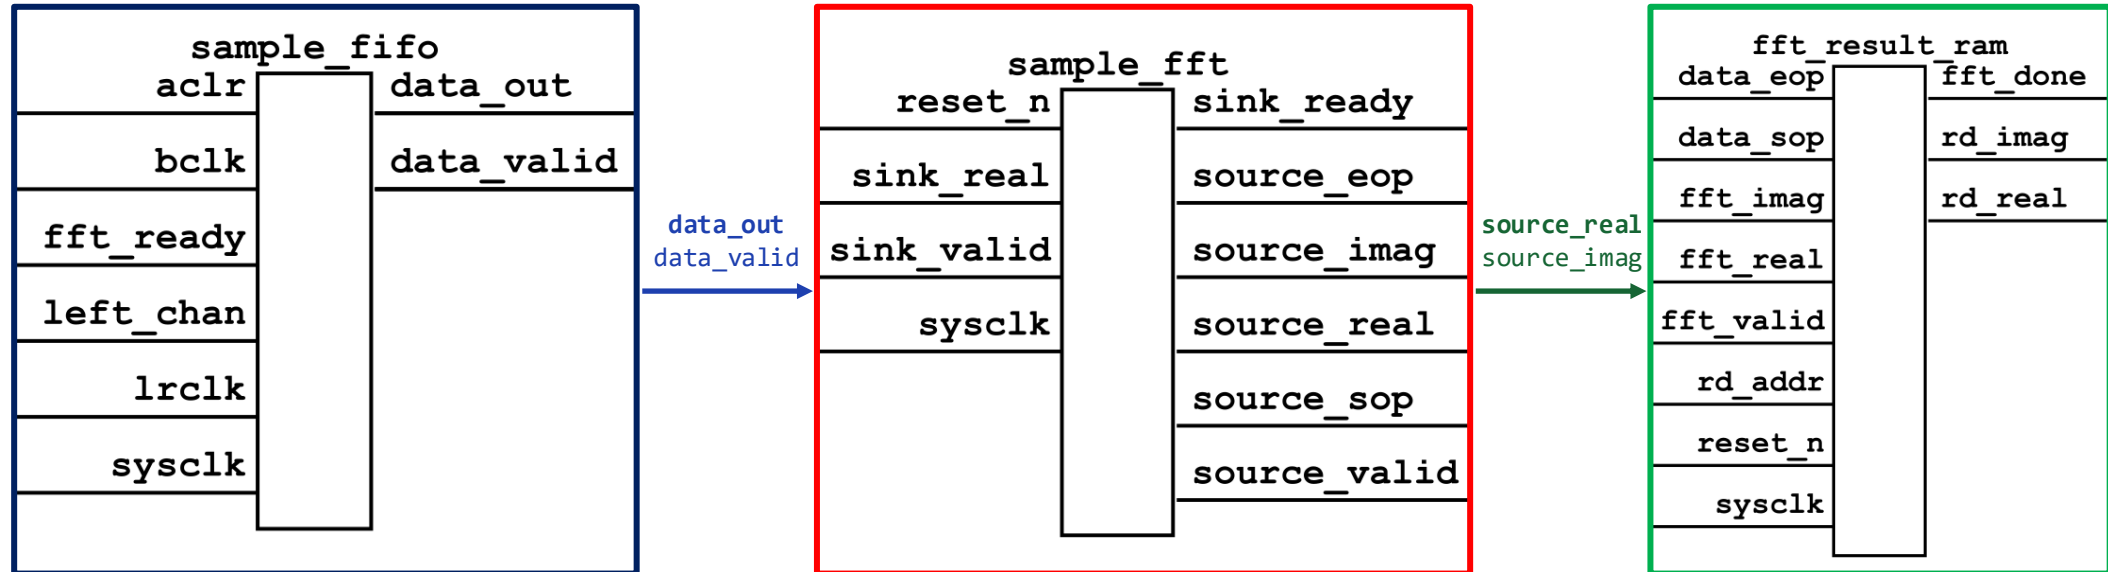 sample_fifo
aclr
bclk
fft_ready
left_chan
lrclk
sysclk
data_out
data_valid
data_out
data_valid
sample_fft
reset_n
sink_real
sink_valid
sysclk
sink_ready
source_eop
source_imag
source_real
source_sop
source_valid
source_real
source_imag
fft_result_ram
data_eop
data_sop
fft_imag
fft_real
fft_valid
rd_addr
reset_n
sysclk
fft_done
rd_imag
rd_real